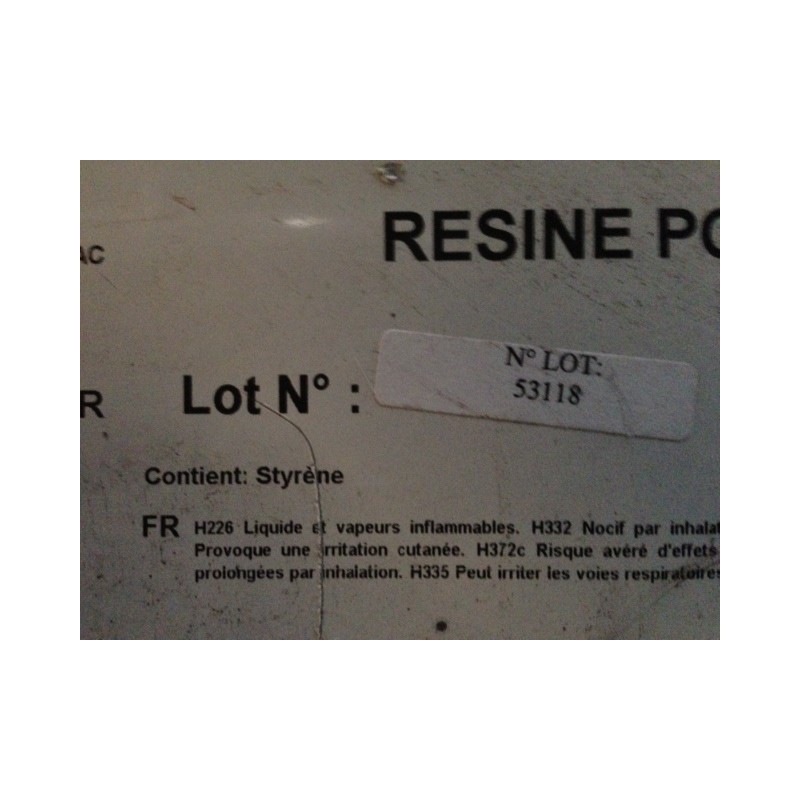 RESINE PO
AC
N° LOT:
53118
R
Lot N° :
Contient: Styrène
FR H226 Liquide et vapeurs inflammables. H332 Nocif par inhalat
Provoque une irritation cutanée. H372c Risque avéré d'effets
prolongées par inhalation. H335 Peut irriter les voies respiratoires